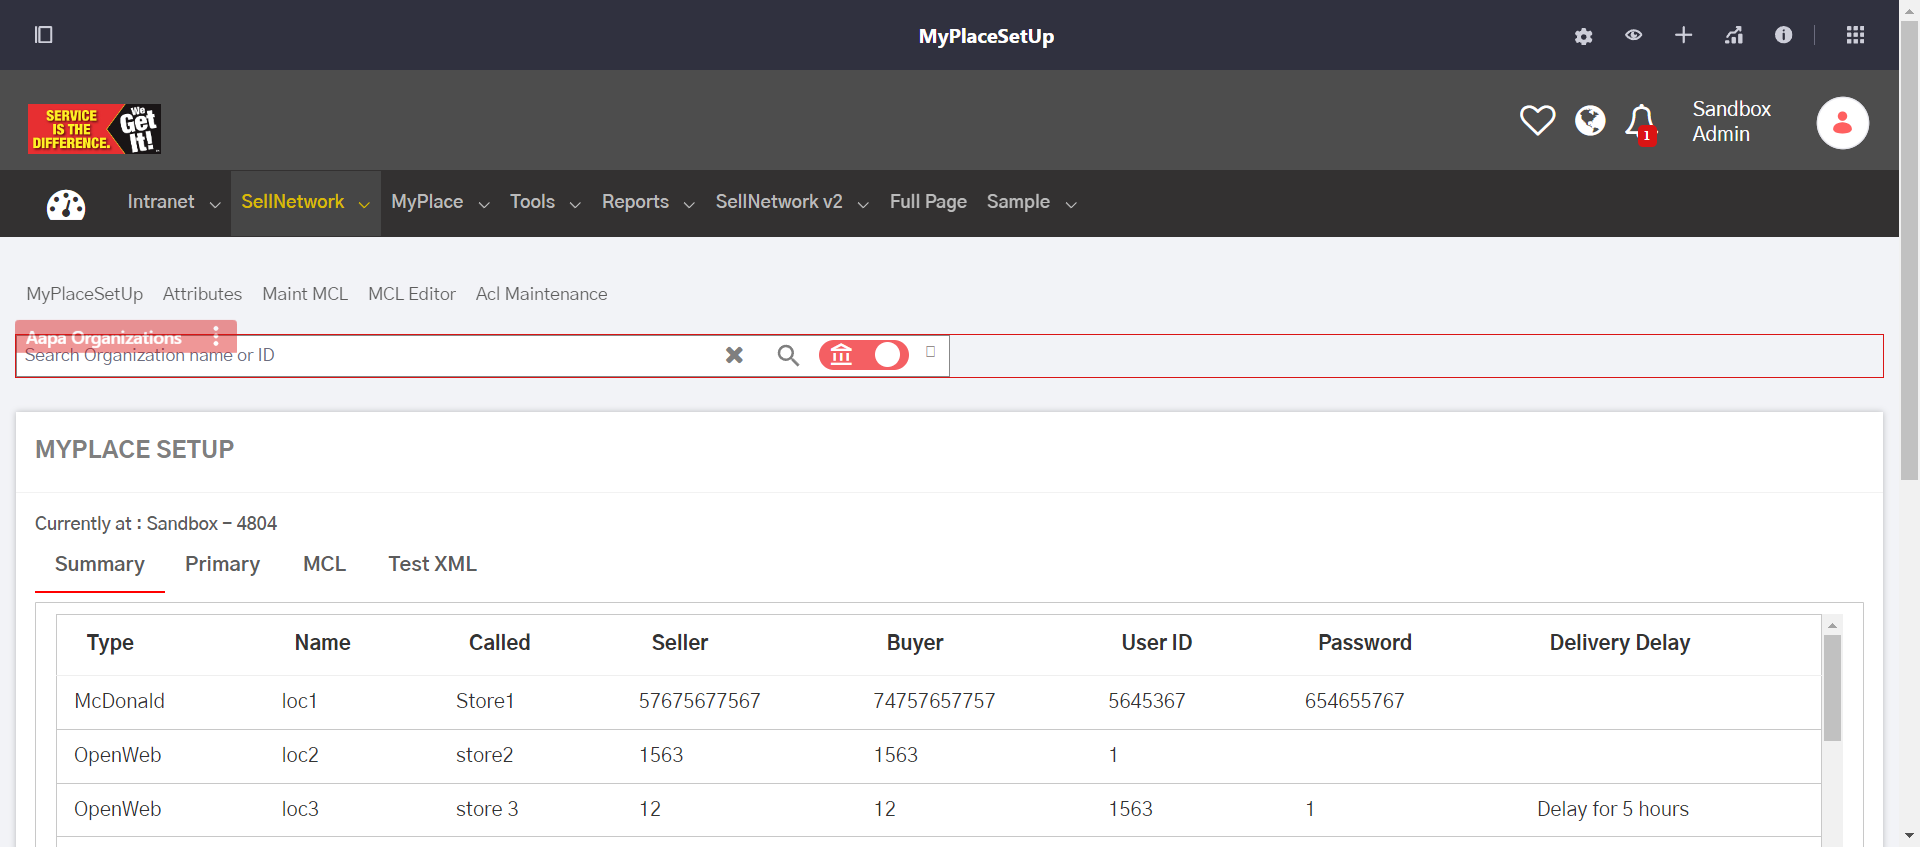 MyPlaceSetUp
SERVICE IS THE DIFFERENCE. We Get It!
1
Sandbox Admin
Intranet SellNetwork MyPlace Tools Reports SellNetwork v2 Full Page Sample
MyPlaceSetUp Attributes Maint MCL MCL Editor Acl Maintenance
Aapa Organizations
Search Organization name or ID
MYPLACE SETUP
Currently at : Sandbox - 4804
Summary Primary MCL Test XML
Type Name Called Seller Buyer User ID Password Delivery Delay
McDonald loc1 Store1 57675677567 74757657757 5645367 654655767
OpenWeb loc2 store2 1563 1563 1
OpenWeb loc3 store 3 12 12 1563 1 Delay for 5 hours